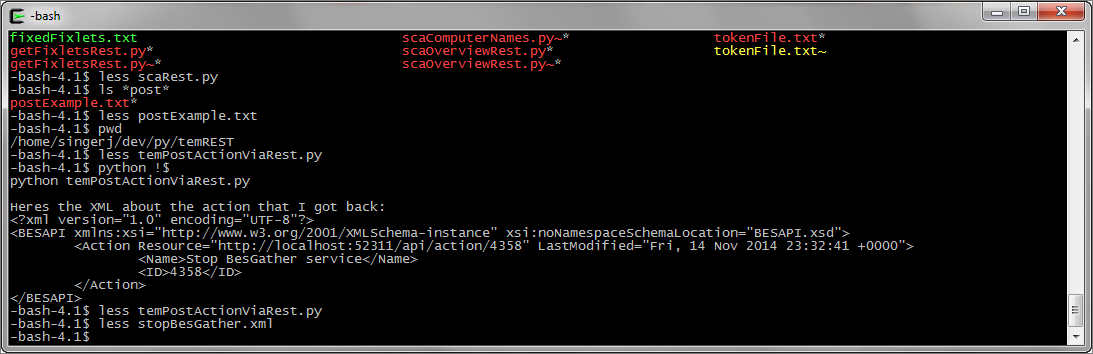 -bash
fixedFixlets.txt scaComputerNames.py~* tokenFile.txt*
getFixletsRest.py* scaOverviewRest.py* tokenFile.txt~
getFixletsRest.py~* scaOverviewRest.py~*
-bash-4.1$ less scaRest.py
-bash-4.1$ ls *post*
postExample.txt*
-bash-4.1$ less postExample.txt
-bash-4.1$ pwd
/home/singerj/dev/py/temREST
-bash-4.1$ less temPostActionViaRest.py
-bash-4.1$ python !$
python temPostActionViaRest.py
Heres the XML about the action that I got back:
<?xml version="1.0" encoding="UTF-8"?>
<BESAPI xmlns:xsi="http://www.w3.org/2001/XMLSchema-instance" xsi:noNamespaceSchemaLocation="BESAPI.xsd">
<Action Resource="http://localhost:52311/api/action/4358" LastModified="Fri, 14 Nov 2014 23:32:41 +0000">
<Name>Stop BesGather service</Name>
<ID>4358</ID>
</Action>
</BESAPI>
-bash-4.1$ less temPostActionViaRest.py
-bash-4.1$ less stopBesGather.xml
-bash-4.1$